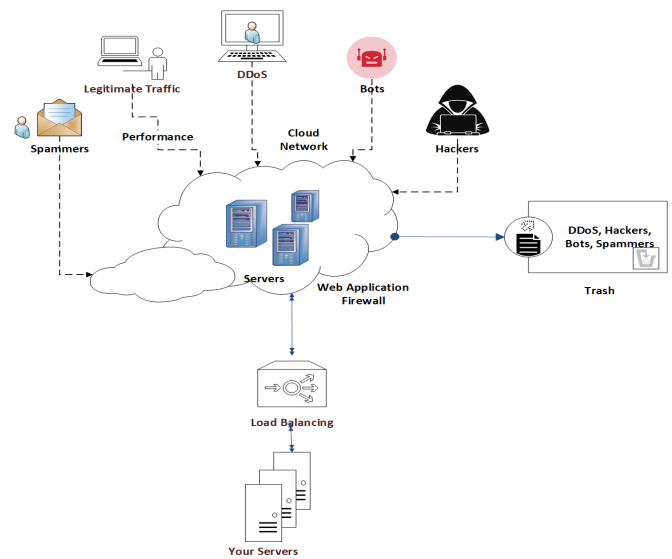 DDoS
Legitimate Traffic
Bots
Performance
Cloud
Network
Spammers
Hackers
DDoS, Hackers,
Bots, Spammers
Servers
Web Application
Firewall
Trash
Load Balancing
Your Servers